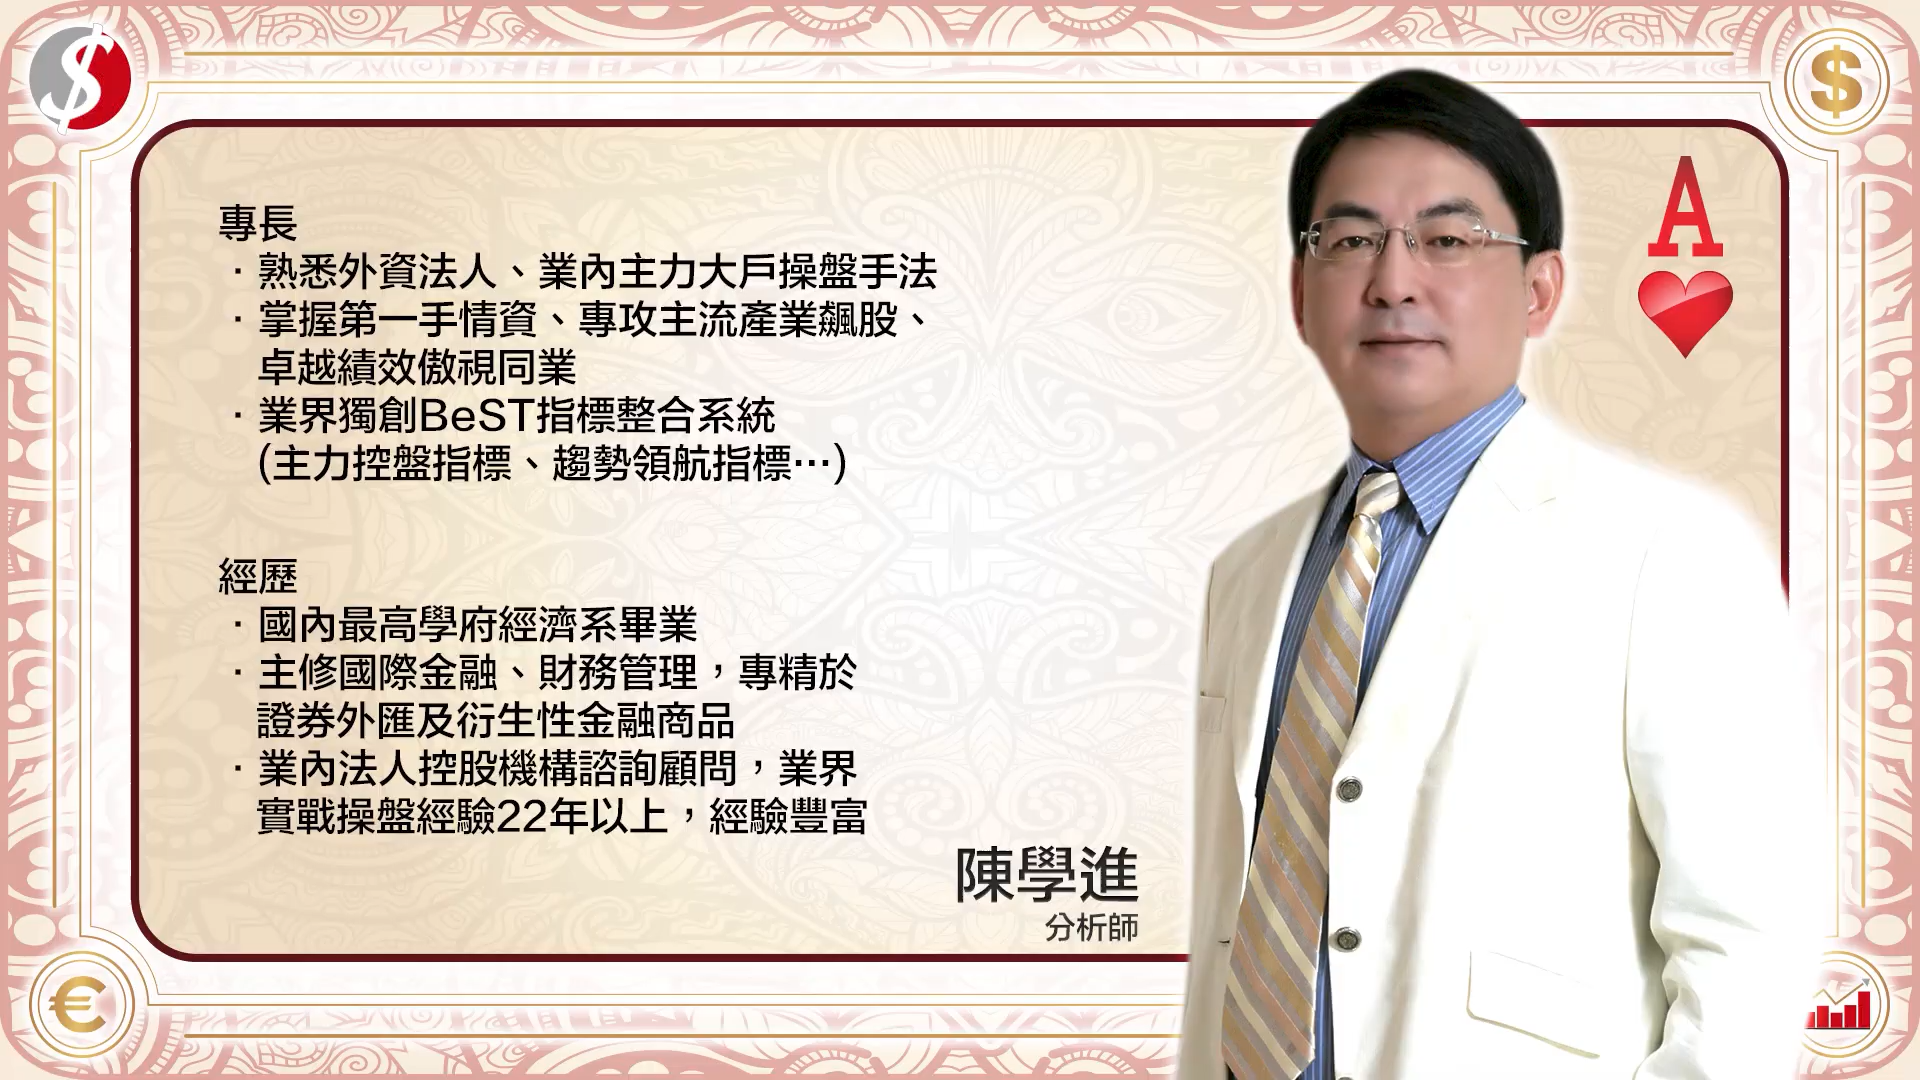 專長
·熟悉外資法人、業內主力大戶操盤手法
·掌握第一手情資、專攻主流產業飆股、
卓越績效傲視同業
·業界獨創BeST指標整合系統
(主力控盤指標、趨勢領航指標…)
經歷
·國內最高學府經濟系畢業
·主修國際金融、財務管理，專精於
證券外匯及衍生性金融商品
·業內法人控股機構諮詢顧問，業界
實戰操盤經驗22年以上，經驗豐富
陳學進
分析師
A
$
$
€